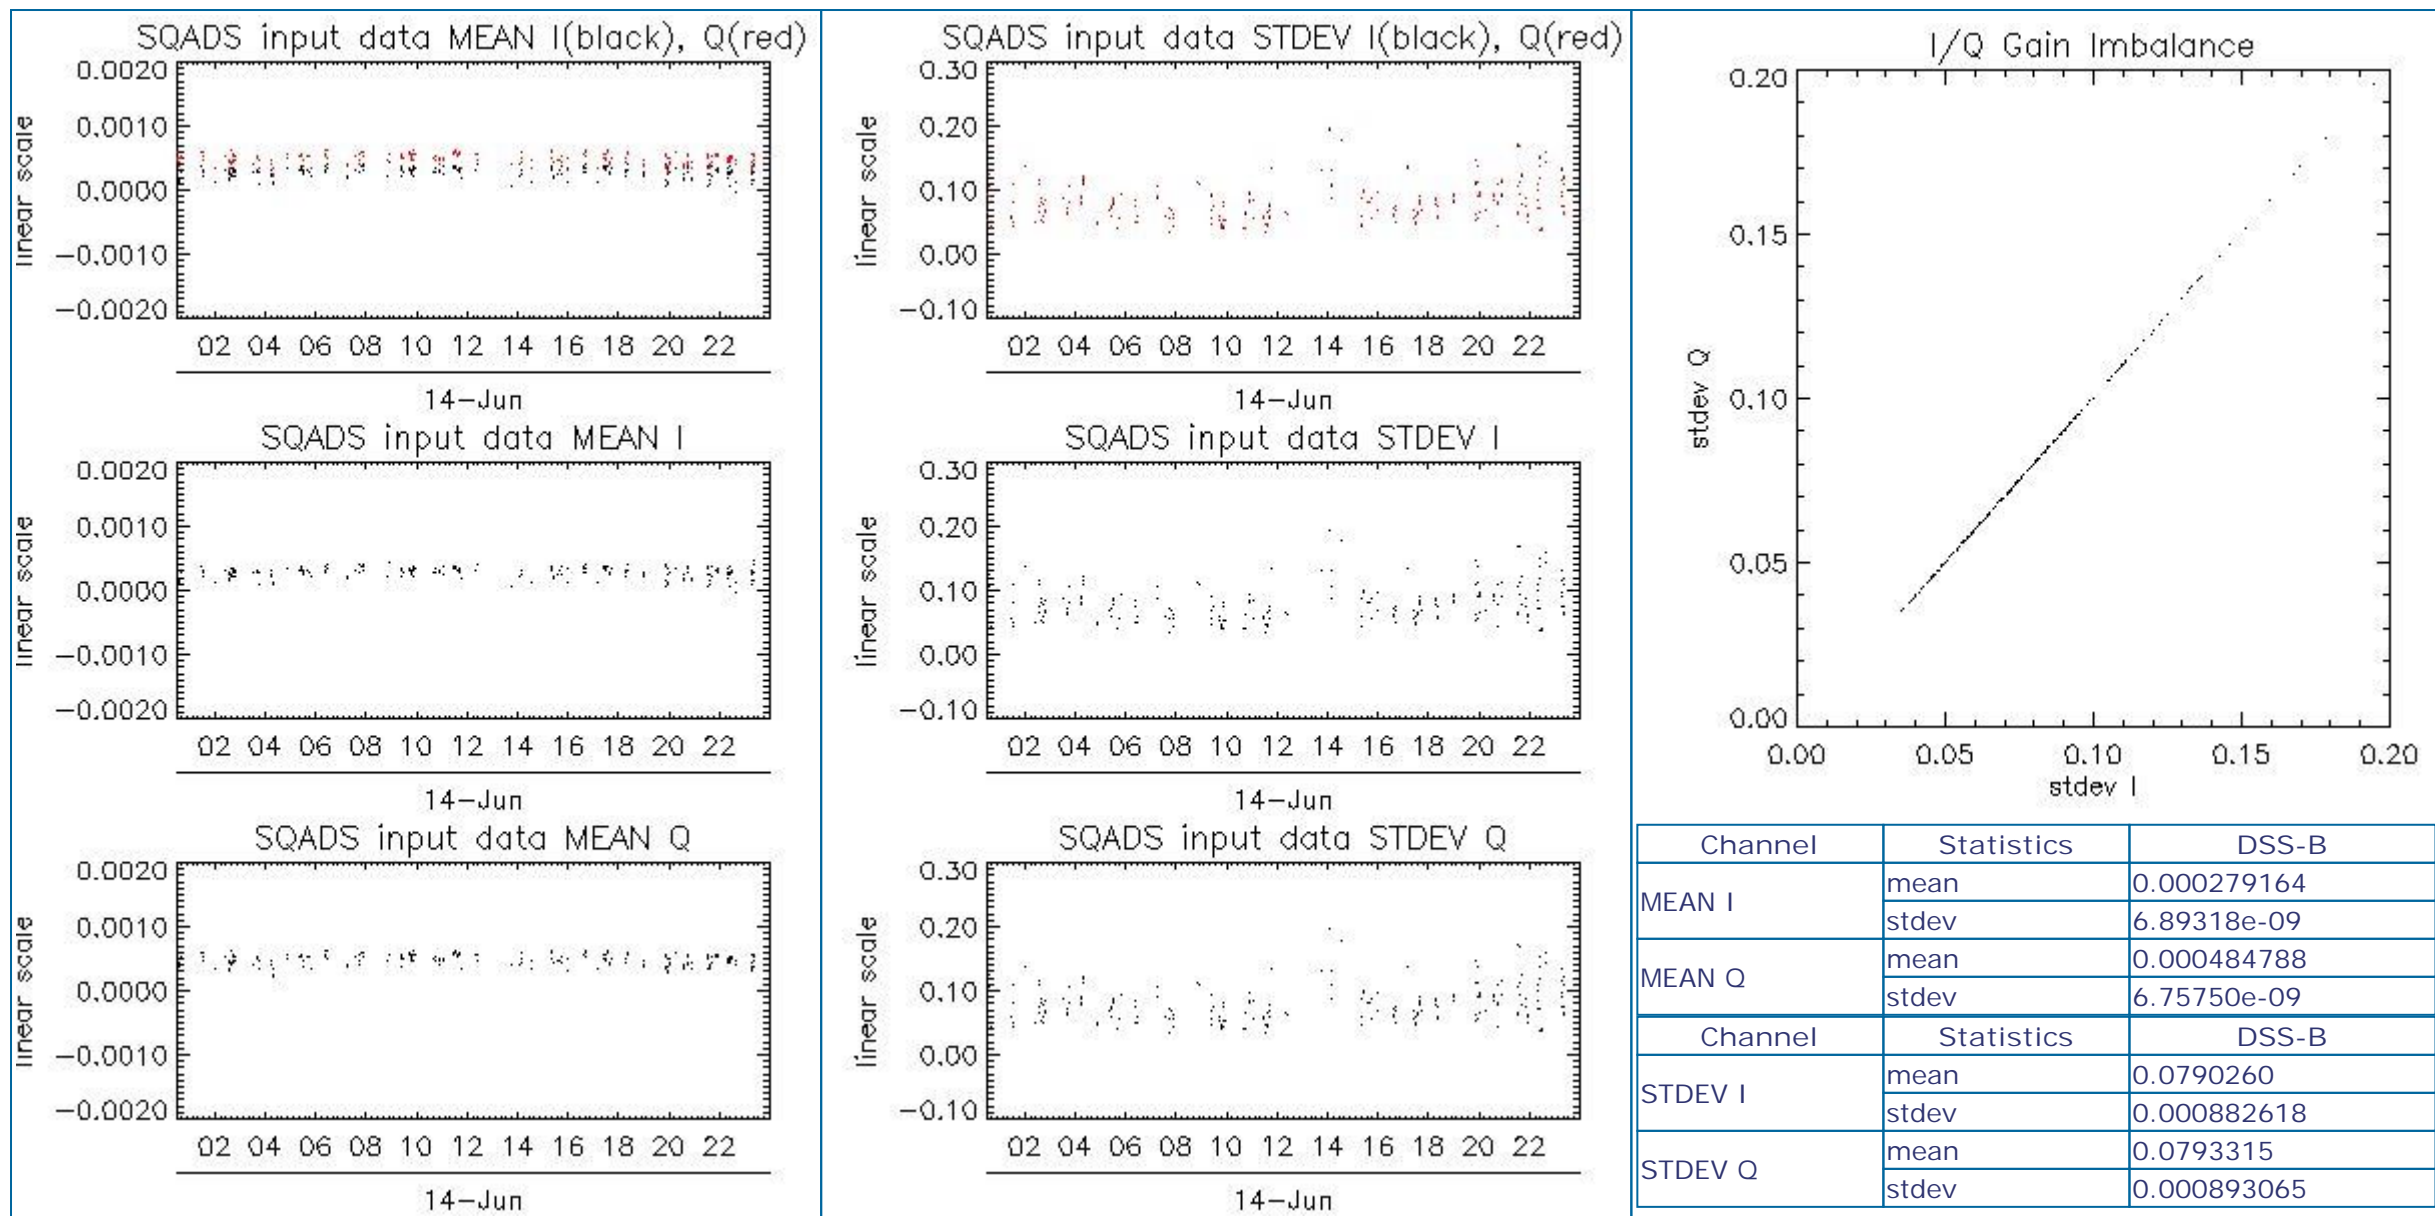 SQADS input data MEAN I(black), Q(red)
linear scale
0.0020
0.0010
0.0000
−0.0010
−0.0020
02 04 06 08 10 12 14 16 18 20 22
14−Jun
SQADS input data MEAN I
linear scale
0.0020
0.0010
0.0000
−0.0010
−0.0020
02 04 06 08 10 12 14 16 18 20 22
14−Jun
SQADS input data MEAN Q
linear scale
0.0020
0.0010
0.0000
−0.0010
−0.0020
02 04 06 08 10 12 14 16 18 20 22
14−Jun
SQADS input data STDEV I(black), Q(red)
linear scale
0.30
0.20
0.10
0.00
−0.10
02 04 06 08 10 12 14 16 18 20 22
14−Jun
SQADS input data STDEV I
linear scale
0.30
0.20
0.10
0.00
−0.10
02 04 06 08 10 12 14 16 18 20 22
14−Jun
SQADS input data STDEV Q
linear scale
0.30
0.20
0.10
0.00
−0.10
02 04 06 08 10 12 14 16 18 20 22
14−Jun
I/Q Gain Imbalance
stdev Q
0.20
0.15
0.10
0.05
0.00
0.00 0.05 0.10 0.15 0.20
stdev I
Channel Statistics DSS-B
MEAN I
mean 0.000279164
stdev 6.89318e-09
MEAN Q
mean 0.000484788
stdev 6.75750e-09
Channel Statistics DSS-B
STDEV I
mean 0.0790260
stdev 0.000882618
STDEV Q
mean 0.0793315
stdev 0.000893065